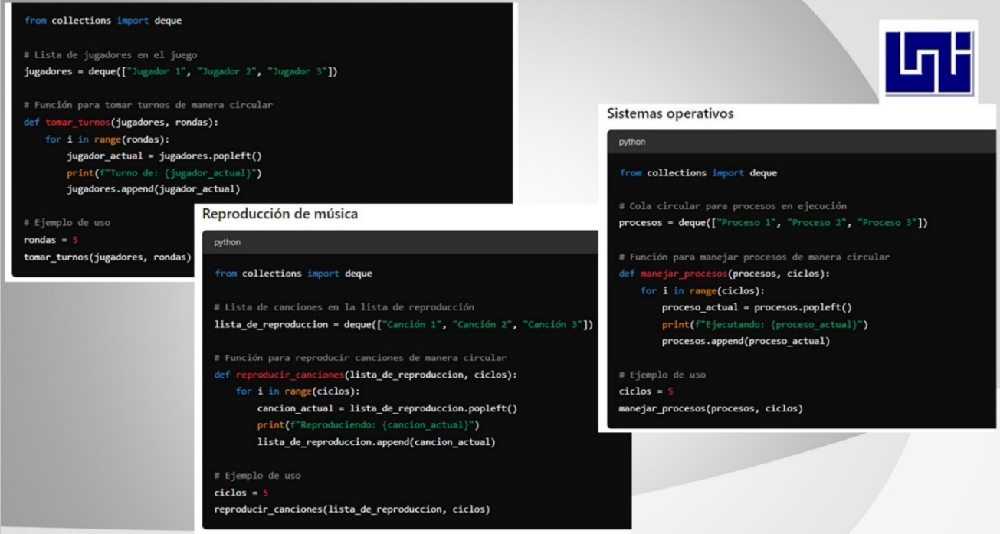 from collections import deque
# Lista de jugadores en el juego
jugadores = deque(["Jugador 1", "Jugador 2", "Jugador 3"])
# Función para tomar turnos de manera circular
def tomar_turnos(jugadores, rondas):
    for i in range(rondas):
        jugador_actual = jugadores.popleft()
        print(f"Turno de: {jugador_actual}")
        jugadores.append(jugador_actual)
# Ejemplo de uso
rondas = 5
tomar_turnos(jugadores, rondas)
Reproducción de música
python
from collections import deque
# Lista de canciones en la lista de reproducción
lista_de_reproduccion = deque(["Canción 1", "Canción 2", "Canción 3"])
# Función para reproducir canciones de manera circular
def reproducir_canciones(lista_de_reproduccion, ciclos):
    for i in range(ciclos):
        cancion_actual = lista_de_reproduccion.popleft()
        print(f"Reproduciendo: {cancion_actual}")
        lista_de_reproduccion.append(cancion_actual)
# Ejemplo de uso
ciclos = 5
reproducir_canciones(lista_de_reproduccion, ciclos)
uni
Sistemas operativos
python
from collections import deque
# Cola circular para procesos en ejecución
procesos = deque(["Proceso 1", "Proceso 2", "Proceso 3"])
# Función para manejar procesos de manera circular
def manejar_procesos(procesos, ciclos):
    for i in range(ciclos):
        proceso_actual = procesos.popleft()
        print(f"Ejecutando: {proceso_actual}")
        procesos.append(proceso_actual)
# Ejemplo de uso
ciclos = 5
manejar_procesos(procesos, ciclos)